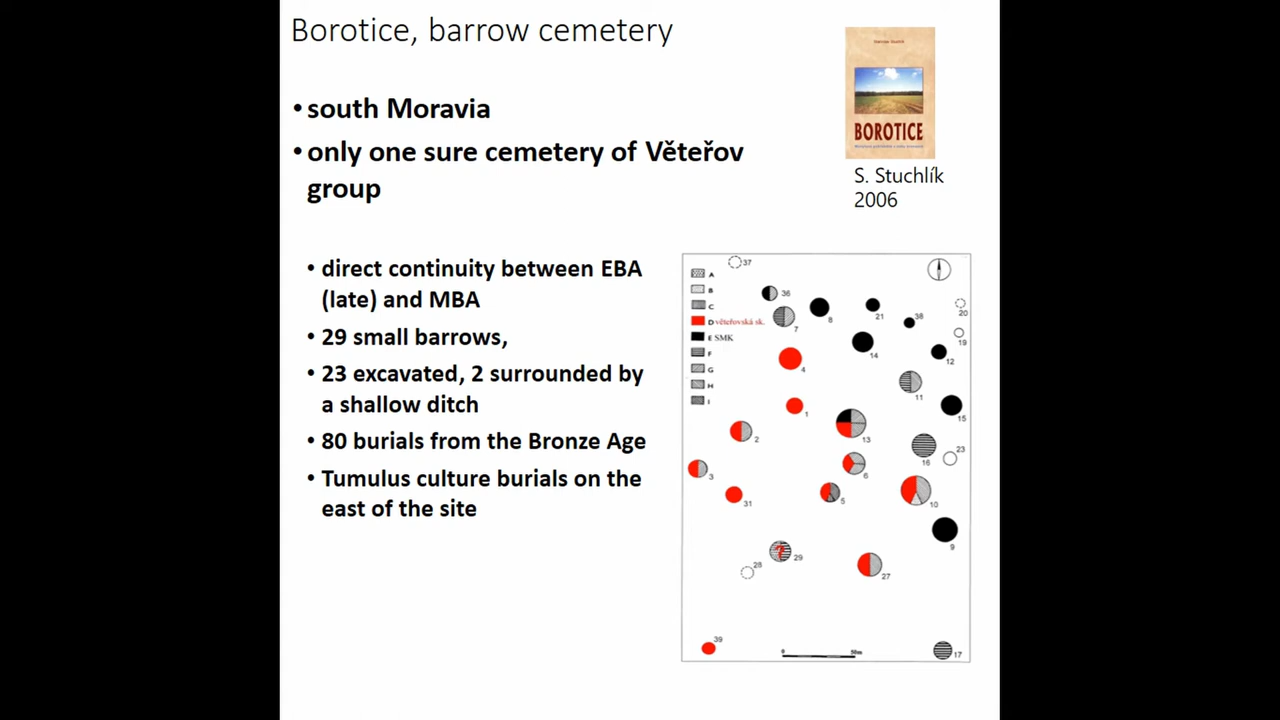 Borotice, barrow cemetery
• south Moravia
• only one sure cemetery of Věteřov
group
BOROTICE
S. Stuchlík
2006
• direct continuity between EBA
(late) and MBA
• 29 small barrows,
• 23 excavated, 2 surrounded by
a shallow ditch
• 80 burials from the Bronze Age
• Tumulus culture burials on the
east of the site
A
B
C
D věteřovská sk.
E SMK
F
G
H
I
37
36
7
8
21
38
20
19
14
12
4
11
1
15
2
13
16
23
3
6
31
5
10
9
29
28
27
39
17
0
50m
?